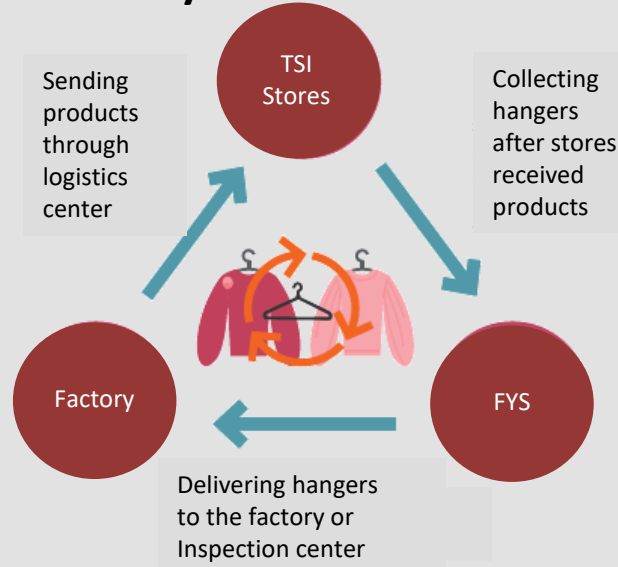 TSI
Stores
Sending
products
through
logistics
center
Collecting
hangers
after stores
received
products
Factory
FYS
Delivering hangers
to the factory or
Inspection center